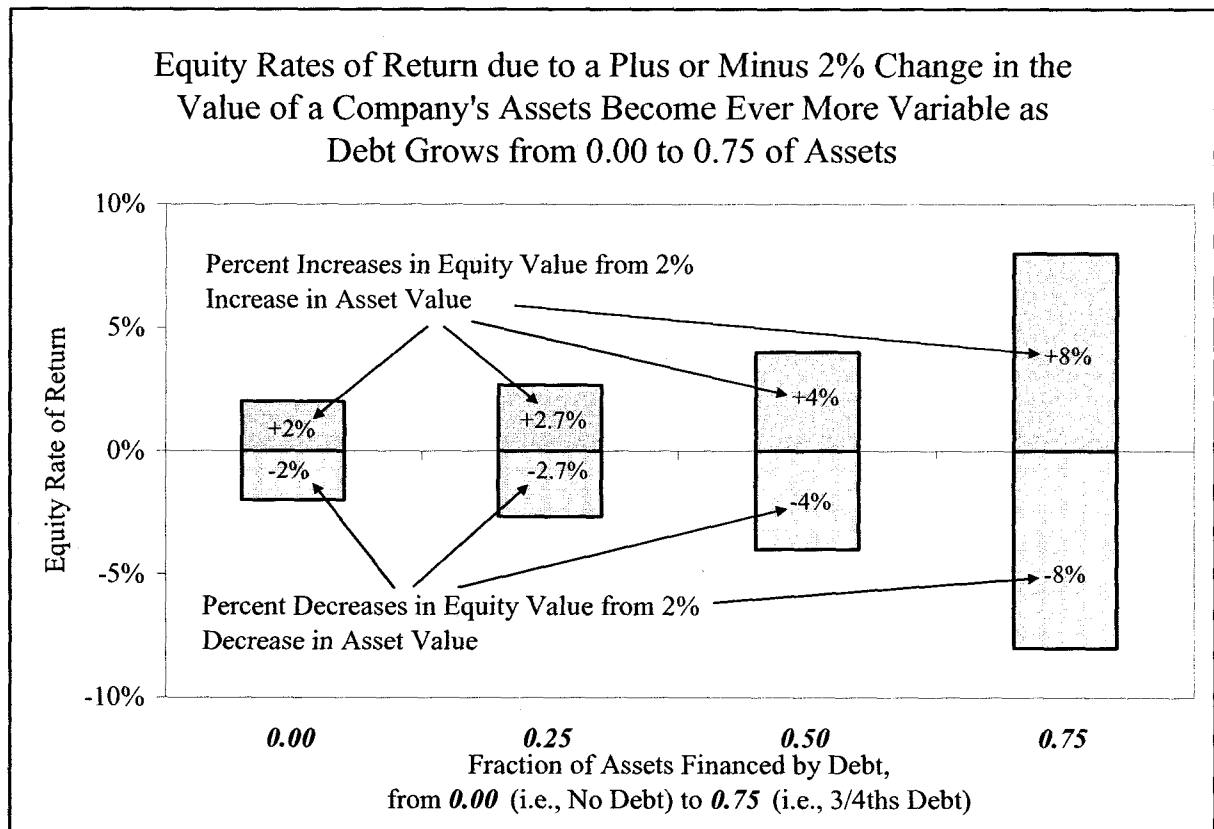 Equity Rates of Return due to a Plus or Minus 2% Change in the
Value of a Company's Assets Become Ever More Variable as
Debt Grows from 0.00 to 0.75 of Assets
10%
Percent Increases in Equity Value from 2%
Increase in Asset Value
5%
+8%
+4%
+2.7%
+2%
0%
-2%
-2.7%
-4%
-8%
-5%
Percent Decreases in Equity Value from 2%
Decrease in Asset Value
-10%
Equity Rate of Return
0.00 0.25 0.50 0.75
Fraction of Assets Financed by Debt,
from 0.00 (i.e., No Debt) to 0.75 (i.e., 3/4ths Debt)